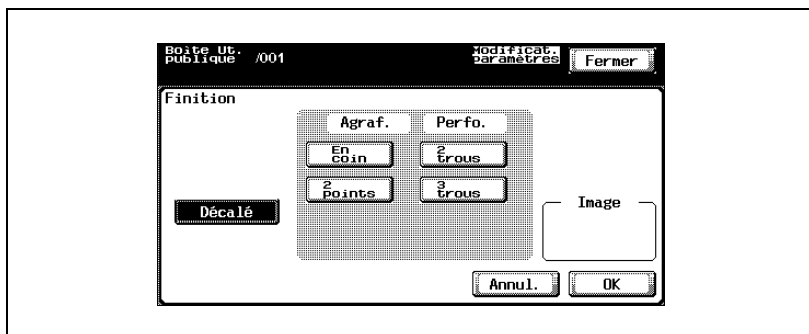 Boîte Ut.
publique /001
Modificat.
paramètres
Fermer
Finition
Agraf. Perfo.
En
coin
2
trous
2
points
3
trous
Décalé
Image
Annul. OK